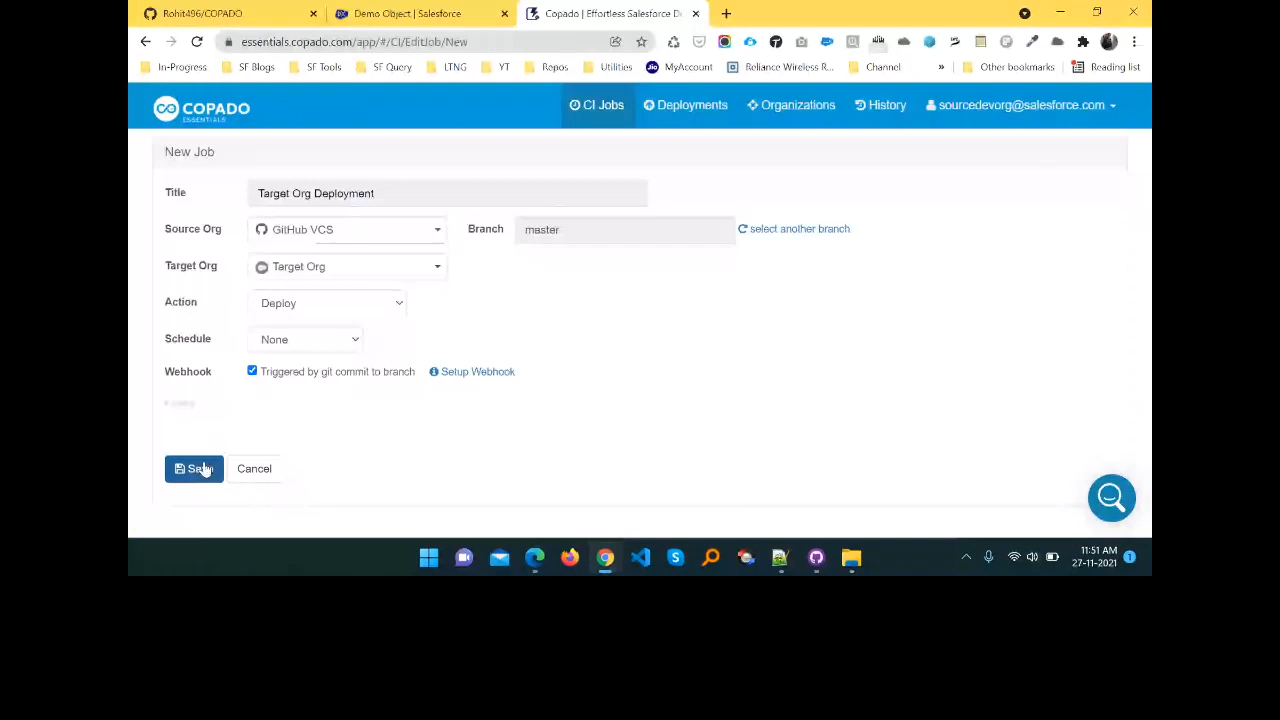 Rohit496/COPADO
Demo Object | Salesforce
Copado | Effortless Salesforce De
essentials.copado.com/app/#/CI/EditJob/New
In-Progress
SF Blogs
SF Tools
SF Query
LTNG
YT
Repos
Utilities
MyAccount
Reliance Wireless R...
Channel
»
Other bookmarks
Reading list
COPADO
ESSENTIALS
CI Jobs
Deployments
Organizations
History
sourcedevorg@salesforce.com
New Job
Title
Target Org Deployment
Source Org
GitHub VCS
Branch
master
select another branch
Target Org
Target Org
Action
Deploy
Schedule
None
Webhook
Triggered by git commit to branch
Setup Webhook
Cancel
11:51 AM
27-11-2021
1